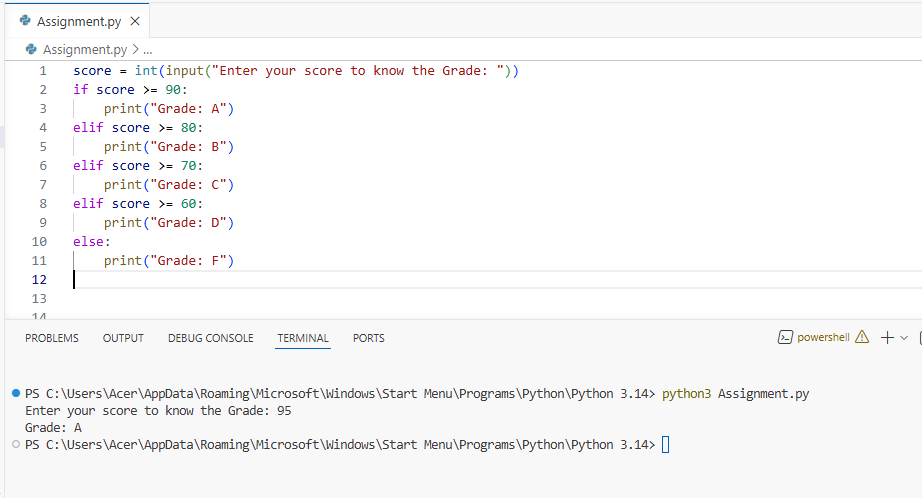 Assignment.py ×
Assignment.py > ...
1 score = int(input("Enter your score to know the Grade: "))
2 if score >= 90:
3     print("Grade: A")
4 elif score >= 80:
5     print("Grade: B")
6 elif score >= 70:
7     print("Grade: C")
8 elif score >= 60:
9     print("Grade: D")
10 else:
11     print("Grade: F")
12
13
14
PROBLEMS OUTPUT DEBUG CONSOLE TERMINAL PORTS powershell
PS C:\Users\Acer\AppData\Roaming\Microsoft\Windows\Start Menu\Programs\Python\Python 3.14> python3 Assignment.py
Enter your score to know the Grade: 95
Grade: A
PS C:\Users\Acer\AppData\Roaming\Microsoft\Windows\Start Menu\Programs\Python\Python 3.14>